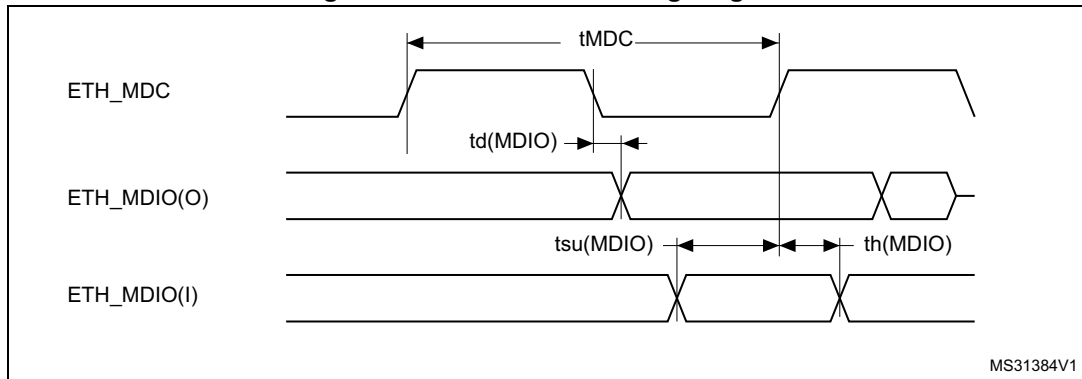 tMDC
ETH_MDC
td(MDIO)
ETH_MDIO(O)
tsu(MDIO)
th(MDIO)
ETH_MDIO(I)
MS31384V1